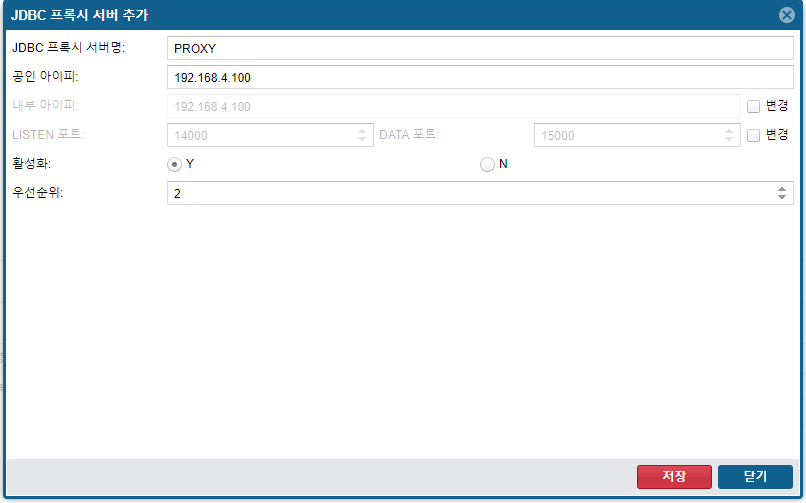 JDBC 프록시 서버 추가
JDBC 프록시 서버명: PROXY
공인 아이피: 192.168.4.100
내부 아이피: 192.168.4.100 변경
LISTEN 포트: 14000 DATA 포트: 15000 변경
활성화: Y N
우선순위: 2
저장 닫기